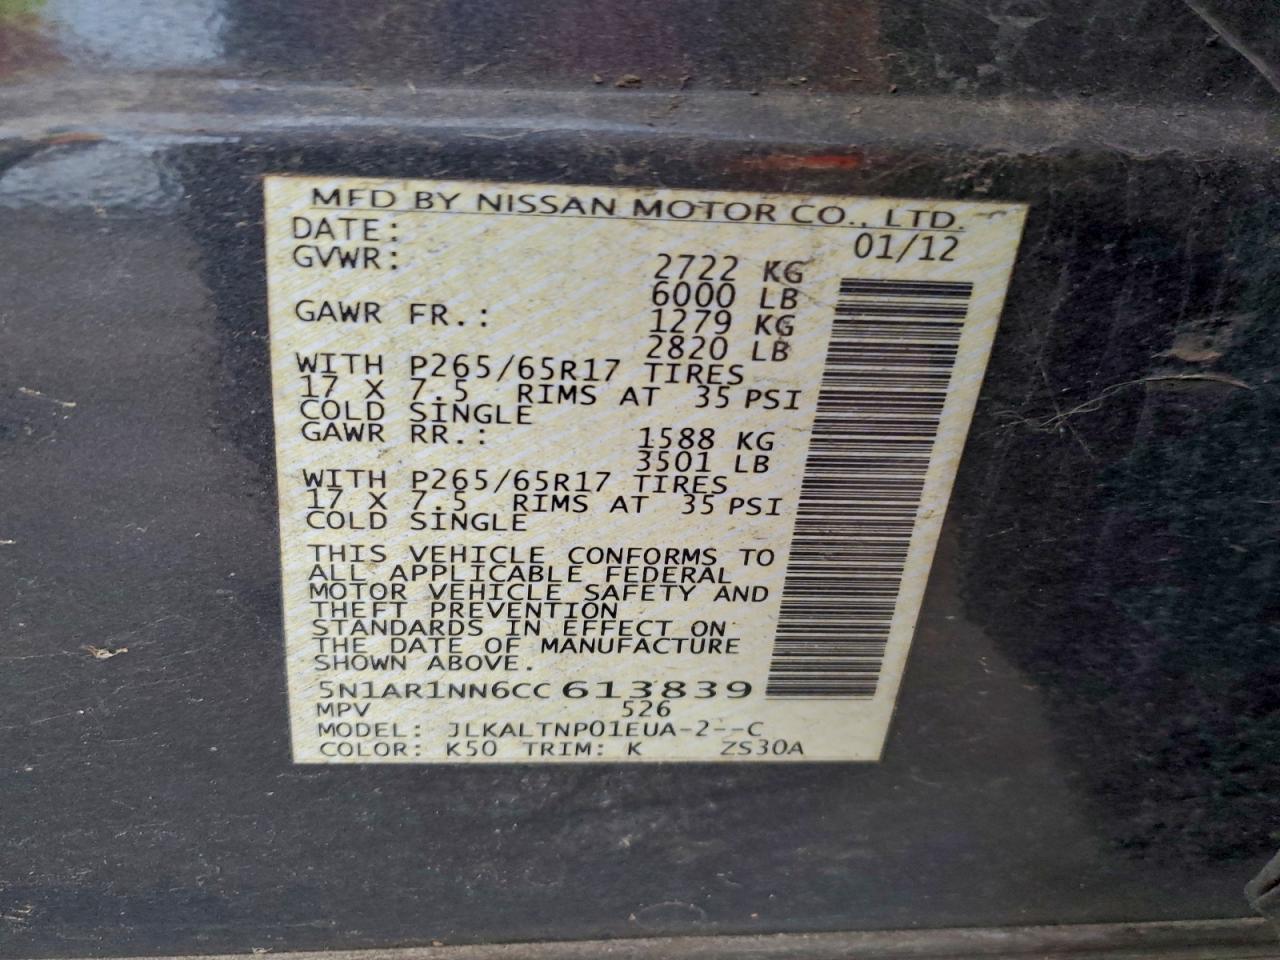 MFD BY NISSAN MOTOR CO., LTD.
DATE: 01/12
GVWR: 2722 KG
6000 LB
GAWR FR.: 1279 KG
2820 LB
WITH P265/65R17 TIRES
17 X 7.5 RIMS AT 35 PSI
COLD SINGLE
GAWR RR.: 1588 KG
3501 LB
WITH P265/65R17 TIRES
17 X 7.5 RIMS AT 35 PSI
COLD SINGLE
THIS VEHICLE CONFORMS TO
ALL APPLICABLE FEDERAL
MOTOR VEHICLE SAFETY AND
THEFT PREVENTION
STANDARDS IN EFFECT ON
THE DATE OF MANUFACTURE
SHOWN ABOVE.
5N1AR1NN6CC613839
MPV 526
MODEL: JLKALTNP01EUA-2--C
COLOR: K50 TRIM: K ZS30A